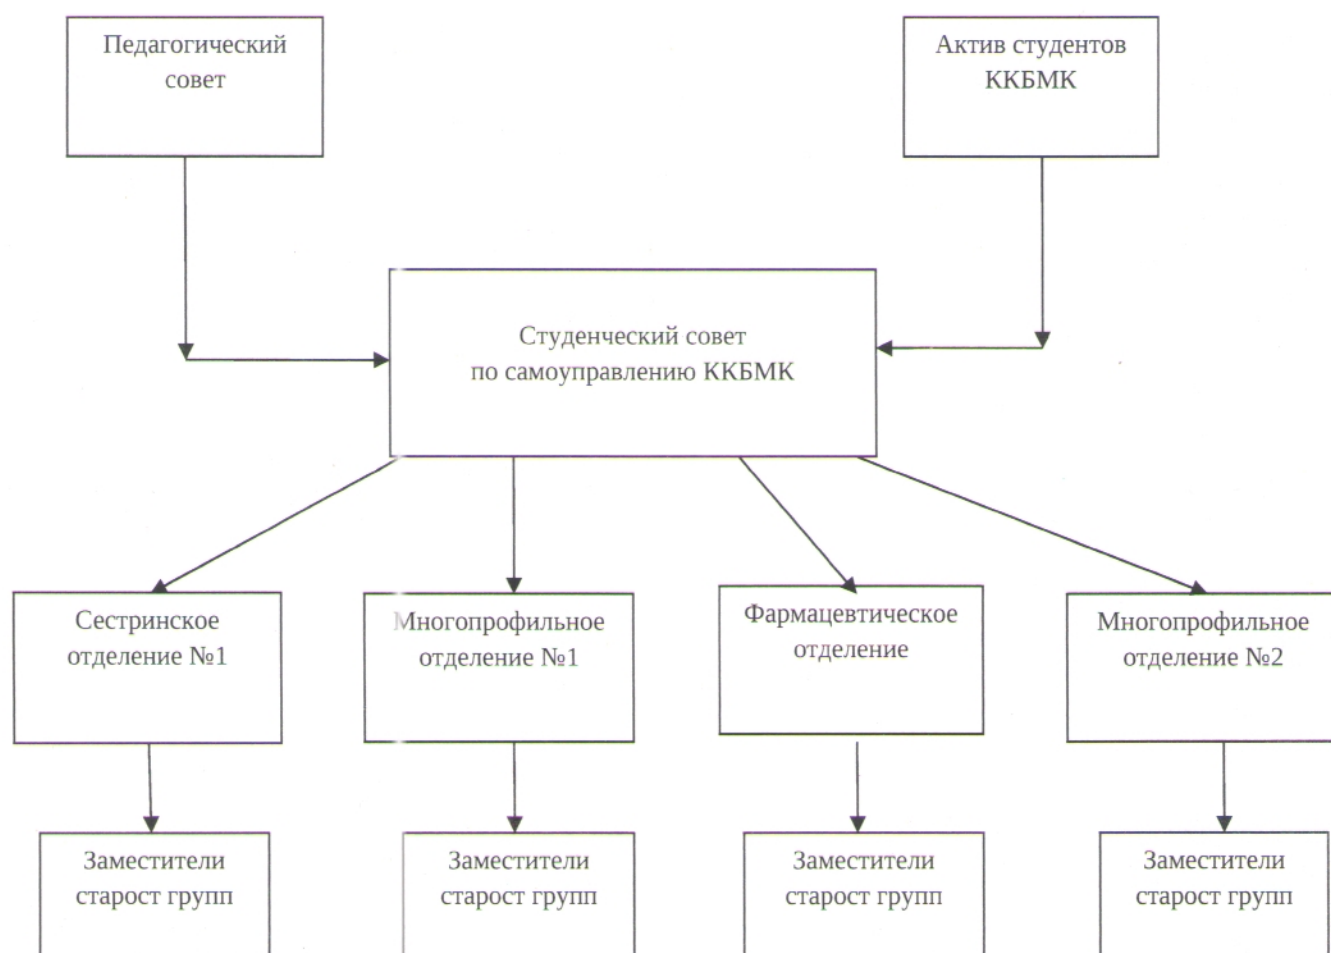 Педагогический
совет
Актив студентов
ККБМК
Студенческий совет
по самоуправлению ККБМК
Сестринское
отделение №1
Многопрофильное
отделение №1
Фармацевтическое
отделение
Многопрофильное
отделение №2
Заместители
старост групп
Заместители
старост групп
Заместители
старост групп
Заместители
старост групп